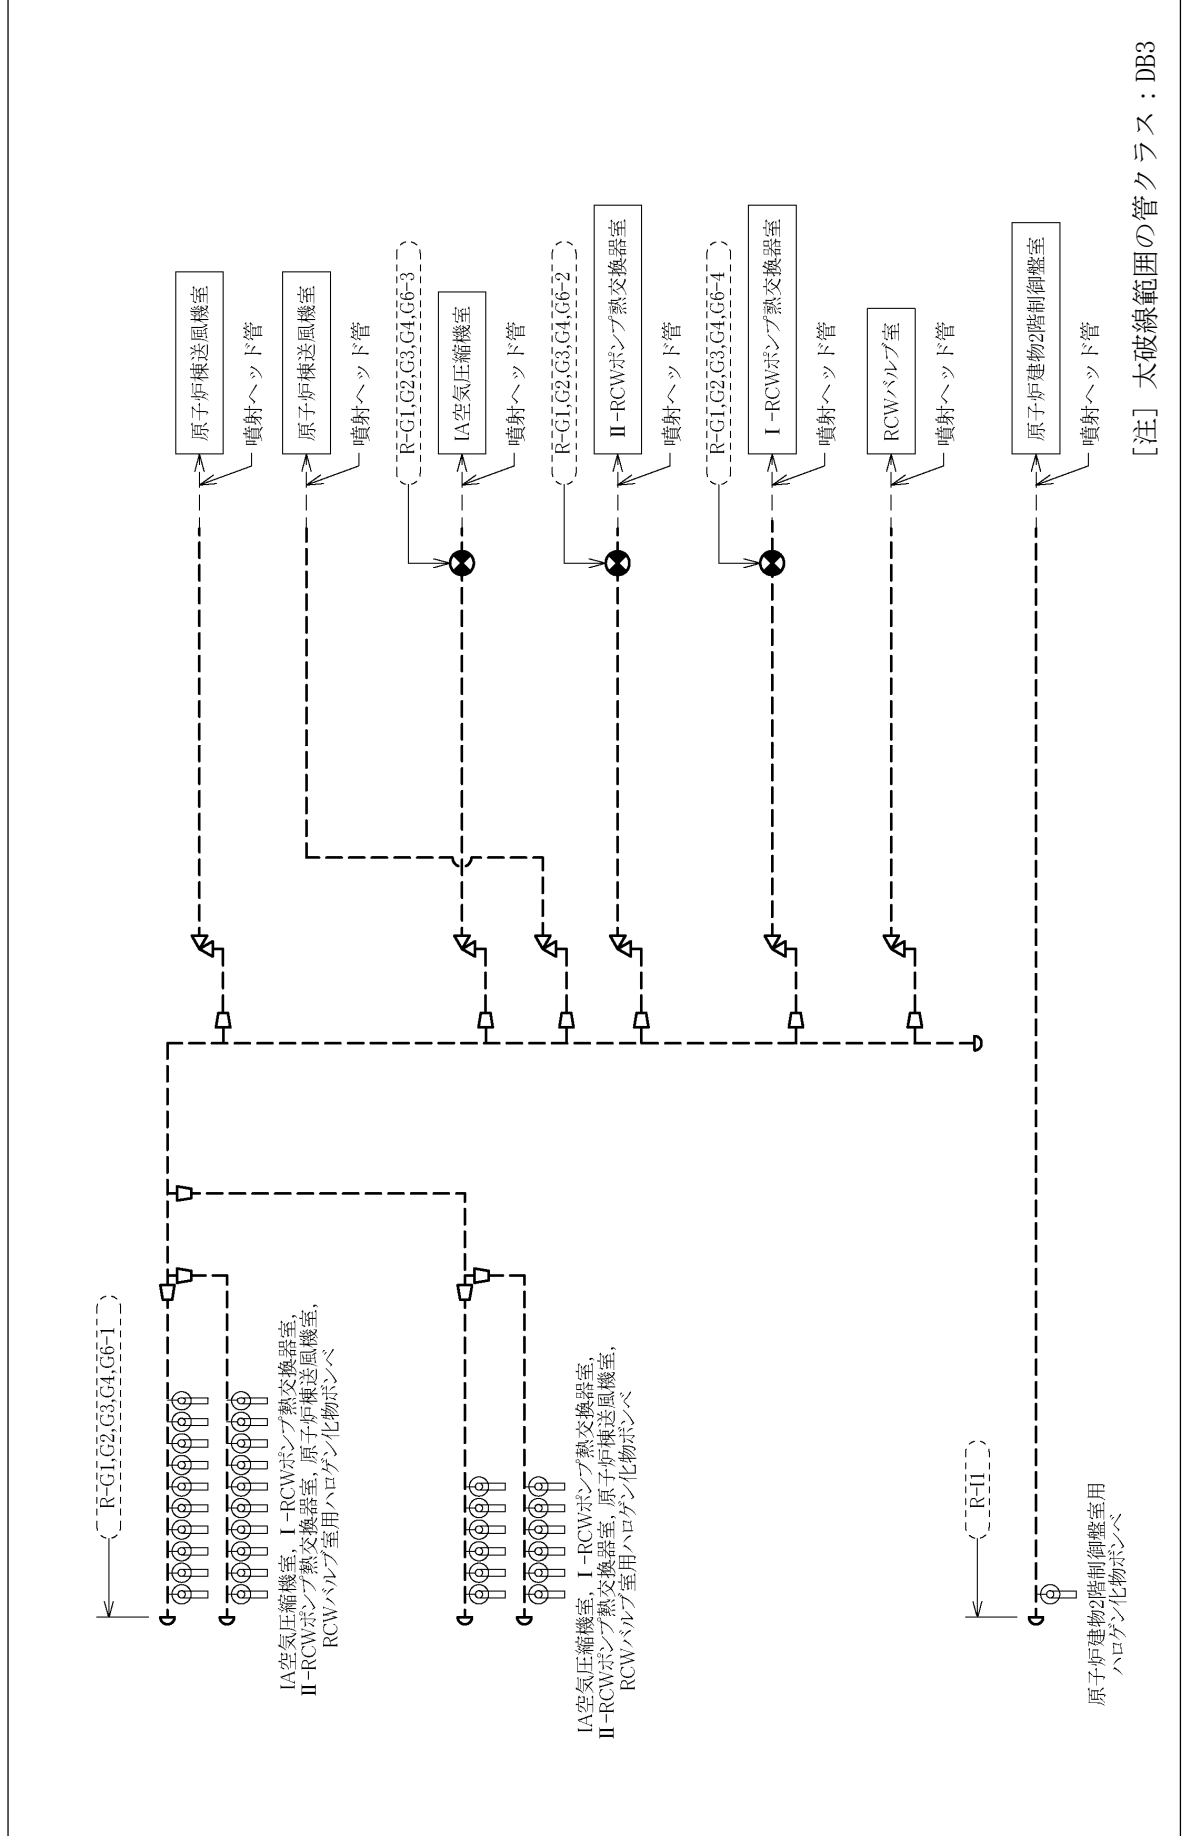 R-G1,G2,G3,G4,G6-1
IA空気圧縮機室, Ⅰ-RCWポンプ熱交換器室,
Ⅱ-RCWポンプ熱交換器室, 原子炉棟送風機室,
RCWバルブ室用ハロゲン化物ボンベ
IA空気圧縮機室, Ⅰ-RCWポンプ熱交換器室,
Ⅱ-RCWポンプ熱交換器室, 原子炉棟送風機室,
RCWバルブ室用ハロゲン化物ボンベ
R-I1
原子炉建物2階制御盤室用
ハロゲン化物ボンベ
原子炉棟送風機室
噴射ヘッド管
原子炉棟送風機室
噴射ヘッド管
R-G1,G2,G3,G4,G6-3
IA空気圧縮機室
噴射ヘッド管
R-G1,G2,G3,G4,G6-2
Ⅱ-RCWポンプ熱交換器室
噴射ヘッド管
R-G1,G2,G3,G4,G6-4
Ⅰ-RCWポンプ熱交換器室
噴射ヘッド管
RCWバルブ室
噴射ヘッド管
原子炉建物2階制御盤室
噴射ヘッド管
[注] 太破線範囲の管クラス：DB3